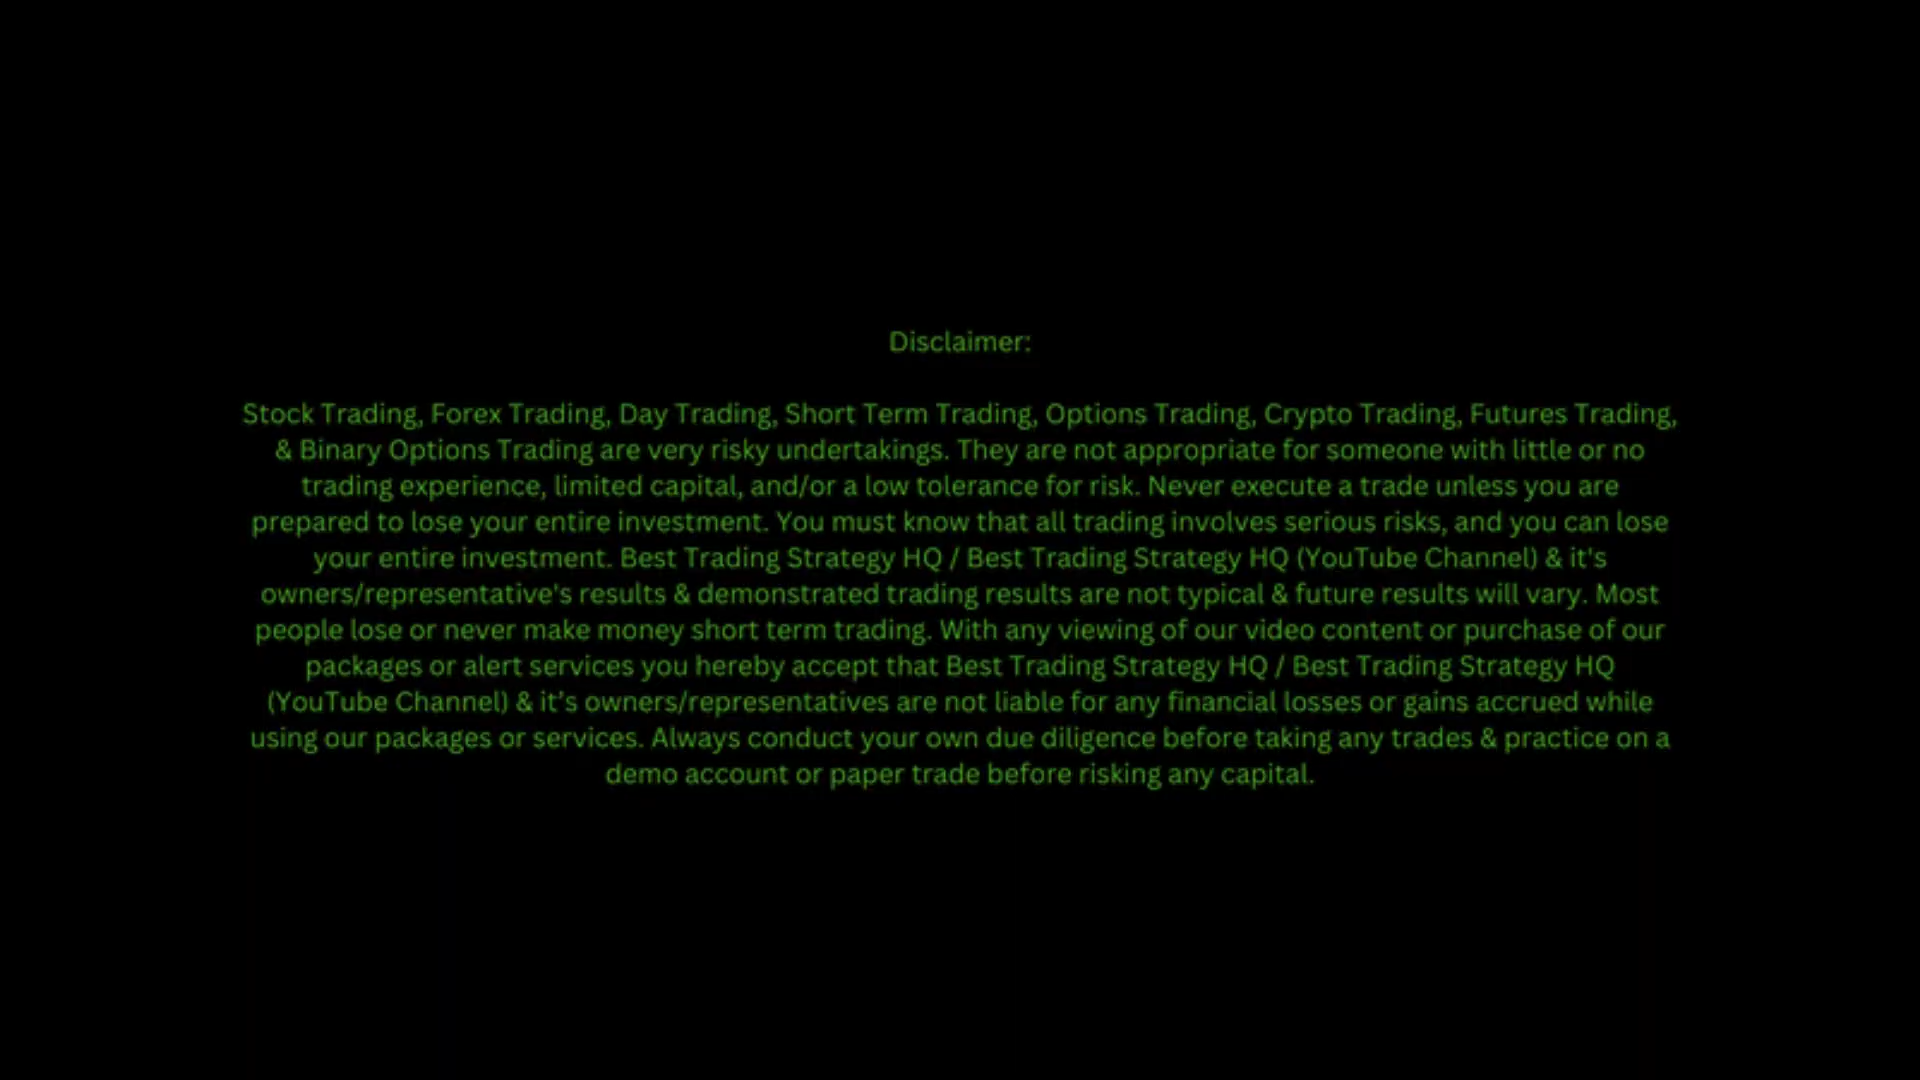 Disclaimer:
Stock Trading, Forex Trading, Day Trading, Short Term Trading, Options Trading, Crypto Trading, Futures Trading,
& Binary Options Trading are very risky undertakings. They are not appropriate for someone with little or no
trading experience, limited capital, and/or a low tolerance for risk. Never execute a trade unless you are
prepared to lose your entire investment. You must know that all trading involves serious risks, and you can lose
your entire investment. Best Trading Strategy HQ / Best Trading Strategy HQ (YouTube Channel) & it's
owners/representative's results & demonstrated trading results are not typical & future results will vary. Most
people lose or never make money short term trading. With any viewing of our video content or purchase of our
packages or alert services you hereby accept that Best Trading Strategy HQ / Best Trading Strategy HQ
(YouTube Channel) & it's owners/representatives are not liable for any financial losses or gains accrued while
using our packages or services. Always conduct your own due diligence before taking any trades & practice on a
demo account or paper trade before risking any capital.